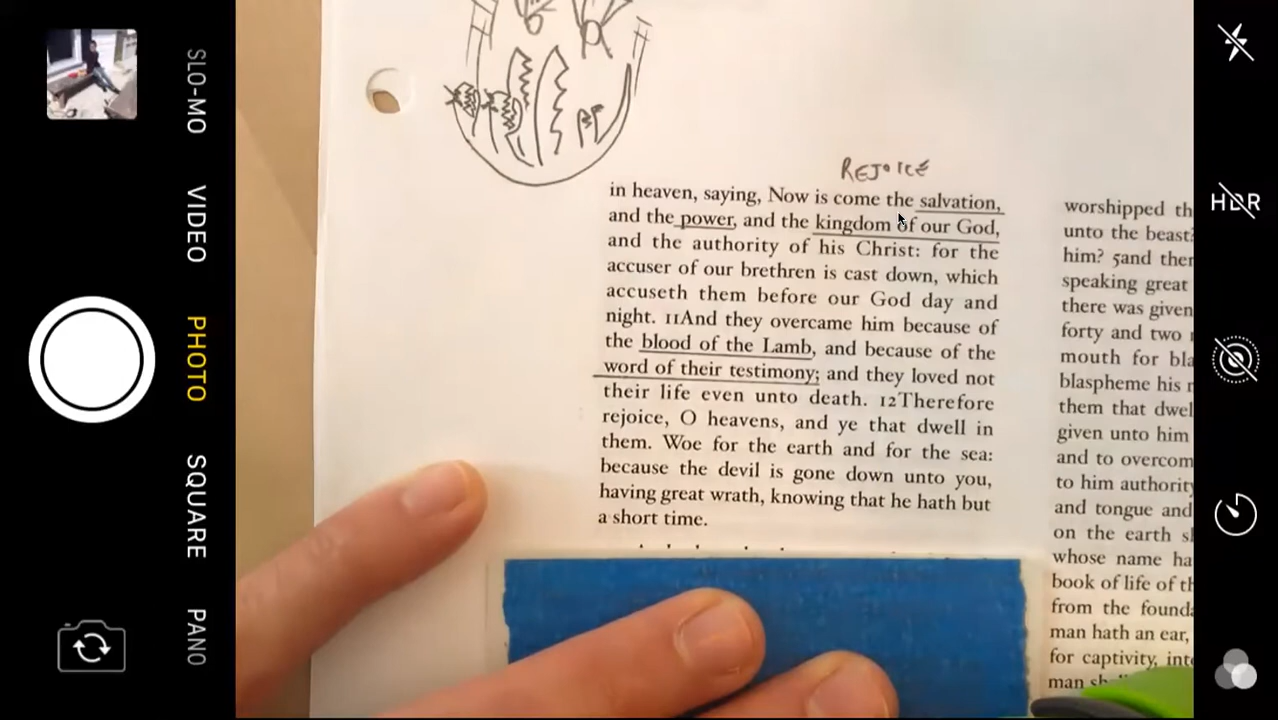 SLO-MO
VIDEO
PHOTO
SQUARE
PANO
HDR
REJOICE
in heaven, saying, Now is come the salvation,
and the power, and the kingdom of our God,
and the authority of his Christ: for the
accuser of our brethren is cast down, which
accuseth them before our God day and
night. 11And they overcame him because of
the blood of the Lamb, and because of the
word of their testimony; and they loved not
their life even unto death. 12Therefore
rejoice, O heavens, and ye that dwell in
them. Woe for the earth and for the sea:
because the devil is gone down unto you,
having great wrath, knowing that he hath but
a short time.
worshipped th
unto the beast?
him? 5and ther
speaking great
there was given
forty and two
mouth for bla
blaspheme his
them that dwel
given unto him
and to overcom
to him authority
and tongue and
on the earth s
whose name ha
book of life of th
from the founda
man hath an ear,
for captivity, int
man sh